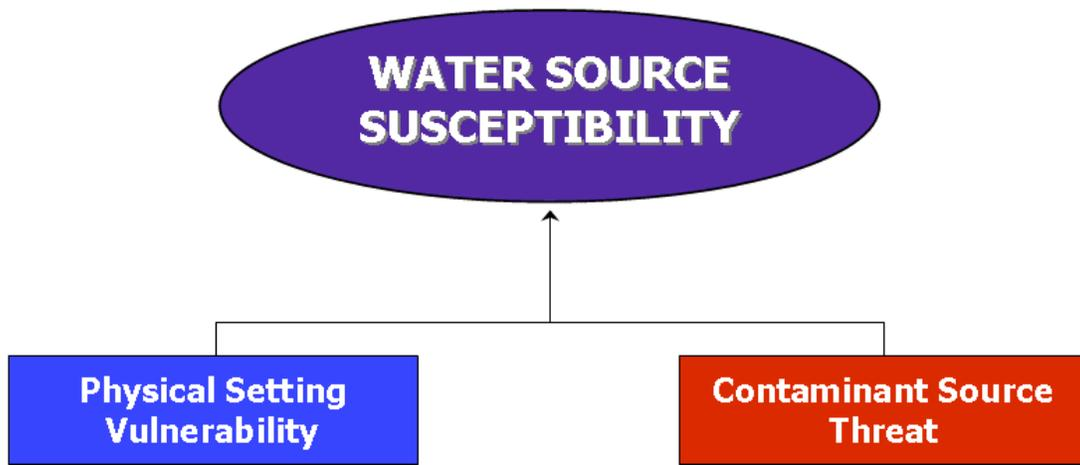 WATER SOURCE
SUSCEPTIBILITY
Physical Setting
Vulnerability
Contaminant Source
Threat